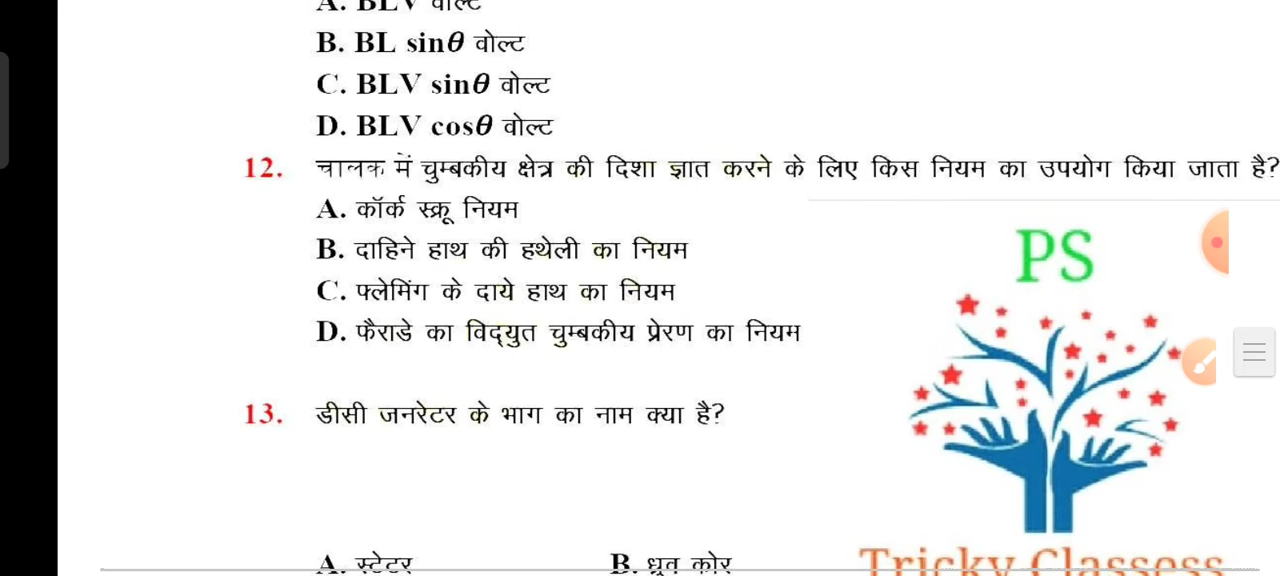 A. BLV वोल्ट
B. BL sinθ वोल्ट
C. BLV sinθ वोल्ट
D. BLV cosθ वोल्ट
12. चालक में चुम्बकीय क्षेत्र की दिशा ज्ञात करने के लिए किस नियम का उपयोग किया जाता है?
A. कॉर्क स्क्रू नियम
B. दाहिने हाथ की हथेली का नियम
C. फ्लेमिंग के दाये हाथ का नियम
D. फैराडे का विद्युत चुम्बकीय प्रेरण का नियम
PS
13. डीसी जनरेटर के भाग का नाम क्या है?
A. स्टेटर B. ध्रुव कोर
Tricky Classess